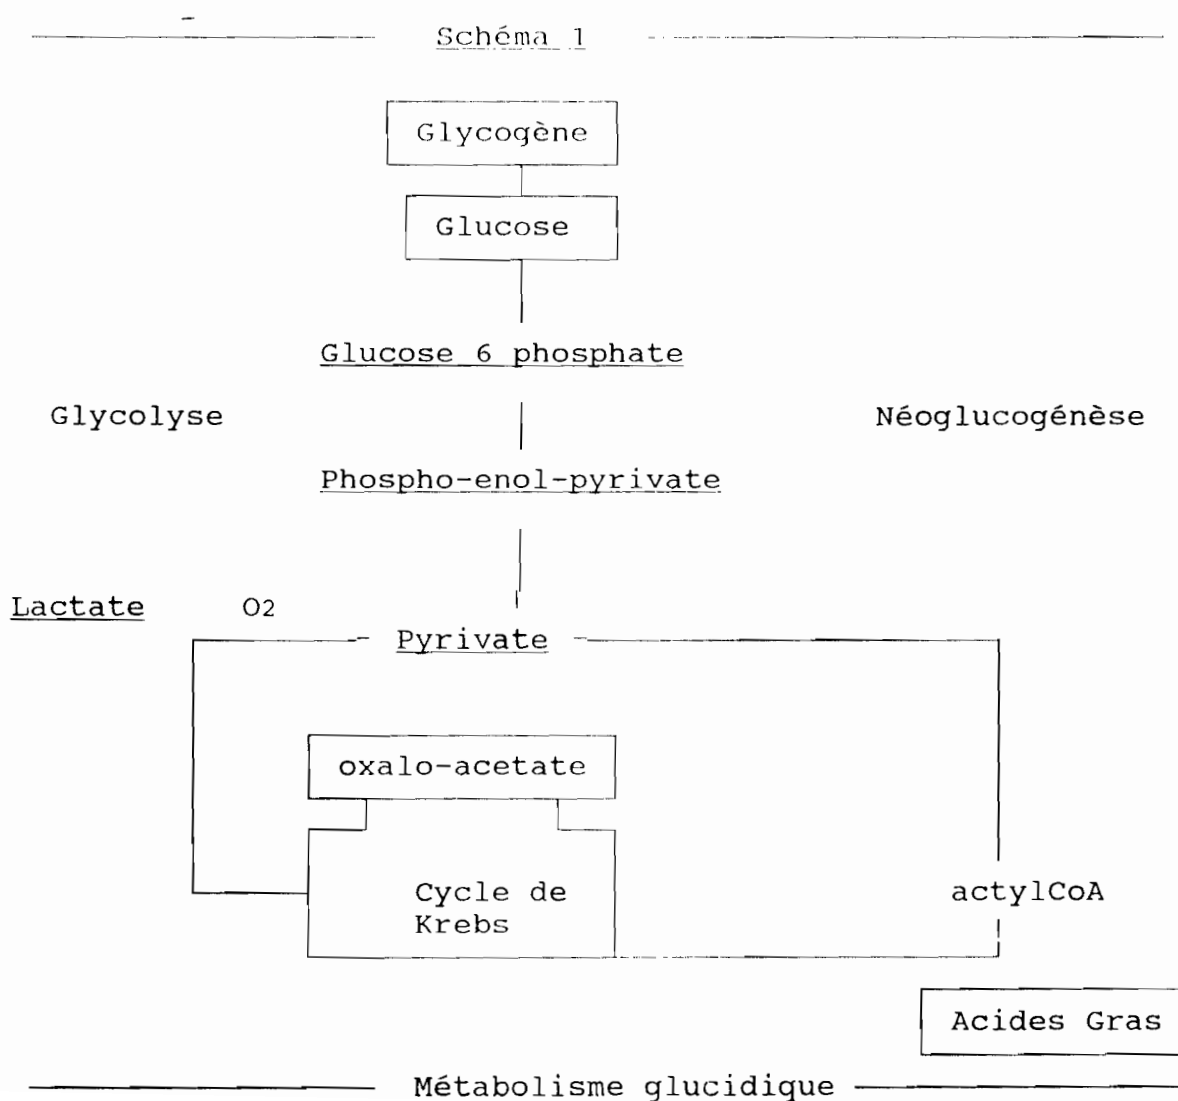 Schéma 1
Glycogène
Glucose
Glucose 6 phosphate
Glycolyse
Néoglucogénèse
Phospho-enol-pyrivate
Lactate
O2
Pyrivate
oxalo-acetate
Cycle de
Krebs
actylCoA
Acides Gras
Métabolisme glucidique